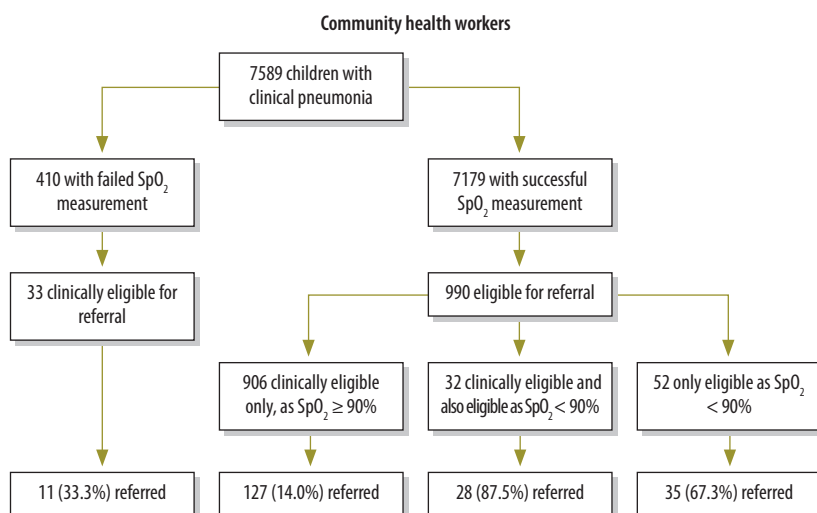 Community health workers
7589 children with
clinical pneumonia
410 with failed SpO₂
measurement
7179 with successful
SpO₂ measurement
33 clinically eligible for
referral
990 eligible for referral
906 clinically eligible
only, as SpO₂ ≥ 90%
32 clinically eligible and
also eligible as SpO₂ < 90%
52 only eligible as SpO₂
< 90%
11 (33.3%) referred
127 (14.0%) referred
28 (87.5%) referred
35 (67.3%) referred